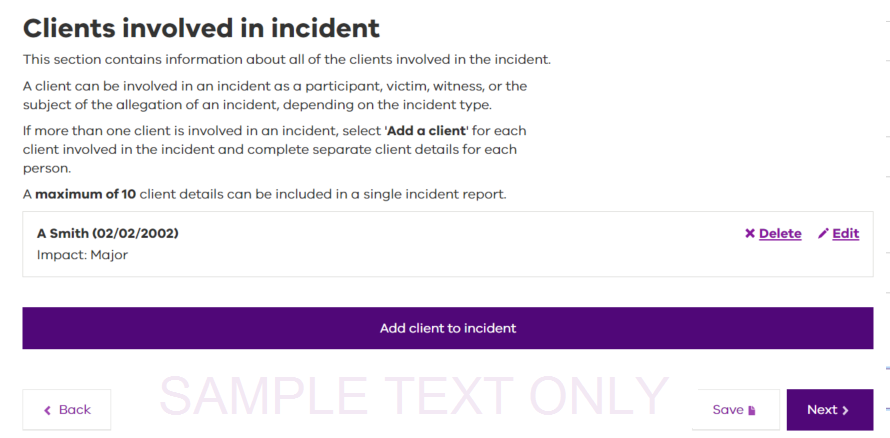 Clients involved in incident
This section contains information about all of the clients involved in the incident.
A client can be involved in an incident as a participant, victim, witness, or the
subject of the allegation of an incident, depending on the incident type.
If more than one client is involved in an incident, select 'Add a client' for each
client involved in the incident and complete separate client details for each
person.
A maximum of 10 client details can be included in a single incident report.
A Smith (02/02/2002) Delete Edit
Impact: Major
Add client to incident
SAMPLE TEXT ONLY
Back Save Next